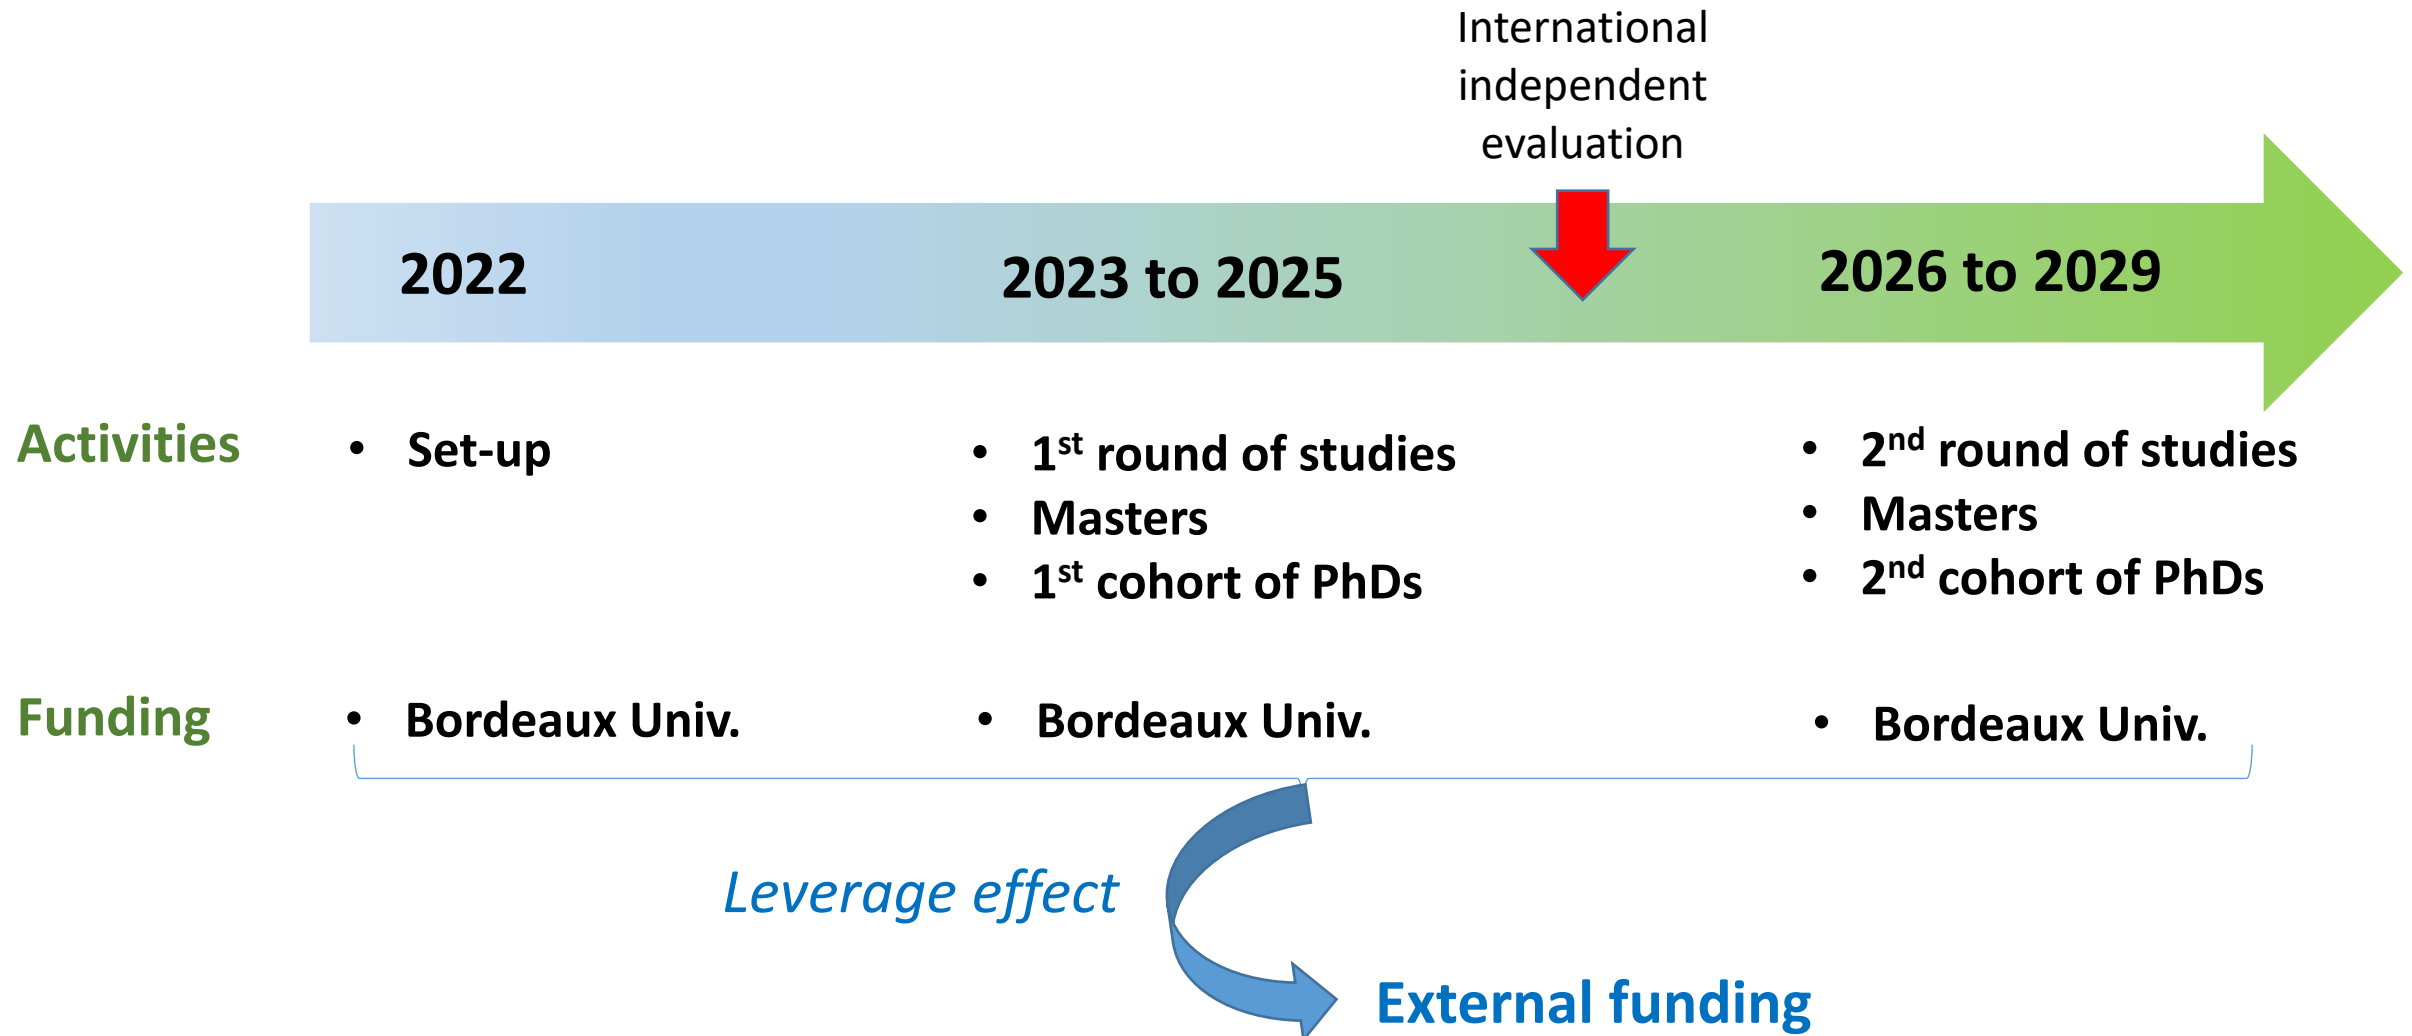 International
independent
evaluation
2022
2023 to 2025
2026 to 2029
Activities
• Set-up
• 1st round of studies
• Masters
• 1st cohort of PhDs
• 2nd round of studies
• Masters
• 2nd cohort of PhDs
Funding
• Bordeaux Univ.
• Bordeaux Univ.
• Bordeaux Univ.
Leverage effect
External funding